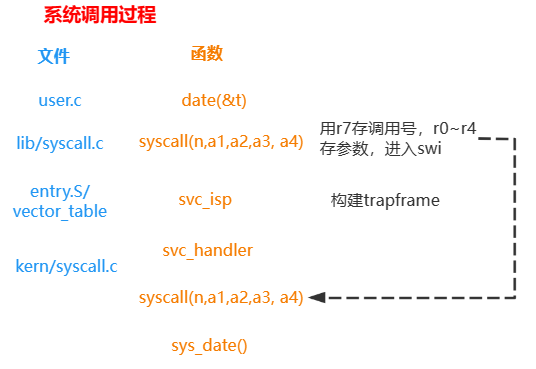 系统调用过程
文件 函数
user.c date(&t)
lib/syscall.c syscall(n,a1,a2,a3, a4) 用r7存调用号，r0~r4
存参数，进入swi
entry.S/
vector_table svc_isp 构建trapframe
svc_handler
kern/syscall.c
syscall(n,a1,a2,a3, a4)
sys_date()